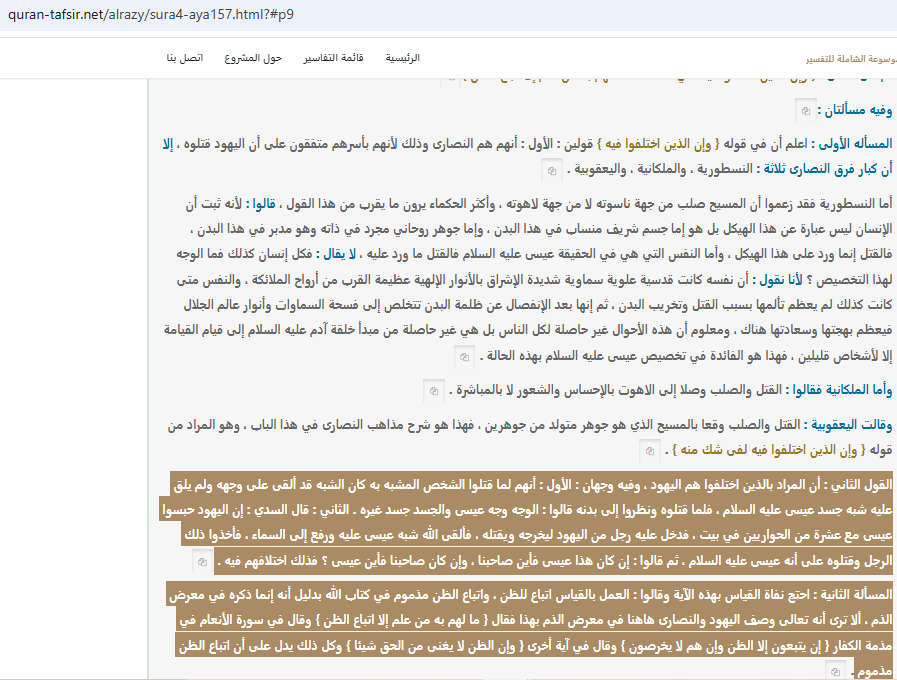 quran-tafsir.net/alrazy/sura4-aya157.html?#p9
الرئيسية قائمة التفاسير حول المشروع اتصل بنا
موسوعة الشاملة للتفسير
وفيه مسألتان :
المسأله الأولى : اعلم أن في قوله { وإن الذين اختلفوا فيه } قولين : الأول : أنهم هم النصارى وذلك لأنهم بأسرهم متفقون على أن اليهود قتلوه ، إلا
أن كبار فرق النصارى ثلاثة : النسطورية ، والملكانية ، واليعقوبية .
أما النسطورية فقد زعموا أن المسيح صلب من جهة ناسوته لا من جهة لاهوته ، وأكثر الحكماء يرون ما يقرب من هذا القول ، قالوا : لأنه ثبت أن
الإنسان ليس عبارة عن هذا الهيكل بل هو إما جسم شريف منساب في هذا البدن ، وإما جوهر روحاني مجرد في ذاته وهو مدبر في هذا البدن ،
فالقتل إنما ورد على هذا الهيكل ، وأما النفس التي هي في الحقيقة عيسى عليه السلام فالقتل ما ورد عليه ، لا يقال : فكل إنسان كذلك فما الوجه
لهذا التخصيص ؟ لأنا نقول : أن نفسه كانت قدسية علوية سماوية شديدة الإشراق بالأنوار الإلهية عظيمة القرب من أرواح الملائكة ، والنفس متى
كانت كذلك لم يعظم تألمها بسبب القتل وتخريب البدن ، ثم إنها بعد الإنفصال عن ظلمة البدن تتخلص إلى فسحة السماوات وأنوار عالم الجلال
فيعظم بهجتها وسعادتها هناك ، ومعلوم أن هذه الأحوال غير حاصلة لكل الناس بل هي غير حاصلة من مبدأ خلقة آدم عليه السلام إلى قيام القيامة
إلا لأشخاص قليلين ، فهذا هو الفائدة في تخصيص عيسى عليه السلام بهذه الحالة .
وأما الملكانية فقالوا : القتل والصلب وصلا إلى الاهوت بالإحساس والشعور لا بالمباشرة .
وقالت اليعقوبية : القتل والصلب وقعا بالمسيح الذي هو جوهر متولد من جوهرين ، فهذا هو شرح مذاهب النصارى في هذا الباب ، وهو المراد من
قوله { وإن الذين اختلفوا فيه لفى شك منه } .
القول الثاني : أن المراد بالذين اختلفوا هم اليهود ، وفيه وجهان : الأول : أنهم لما قتلوا الشخص المشبه به كان الشبه قد ألقى على وجهه ولم يلق
عليه شبه جسد عيسى عليه السلام ، فلما قتلوه ونظروا إلى بدنه قالوا : الوجه وجه عيسى والجسد جسد غيره . الثاني : قال السدي : إن اليهود حبسوا
عيسى مع عشرة من الحواريين في بيت ، فدخل عليه رجل من اليهود ليخرجه ويقتله ، فألقى الله شبه عيسى عليه ورفع إلى السماء ، فأخذوا ذلك
الرجل وقتلوه على أنه عيسى عليه السلام ، ثم قالوا : إن كان هذا عيسى فأين صاحبنا ، وإن كان صاحبنا فأين عيسى ؟ فذلك اختلافهم فيه .
المسألة الثانية : احتج نفاة القياس بهذه الآية وقالوا : العمل بالقياس اتباع للظن ، واتباع الظن مذموم في كتاب الله بدليل أنه إنما ذكره في معرض
الذم ، ألا ترى أنه تعالى وصف اليهود والنصارى هاهنا في معرض الذم بهذا فقال { ما لهم به من علم إلا اتباع الظن } وقال في سورة الأنعام في
مذمة الكفار { إن يتبعون إلا الظن وإن هم لا يخرصون } وقال في آية أخرى { وإن الظن لا يغنى من الحق شيئا } وكل ذلك يدل على أن اتباع الظن
مذموم .